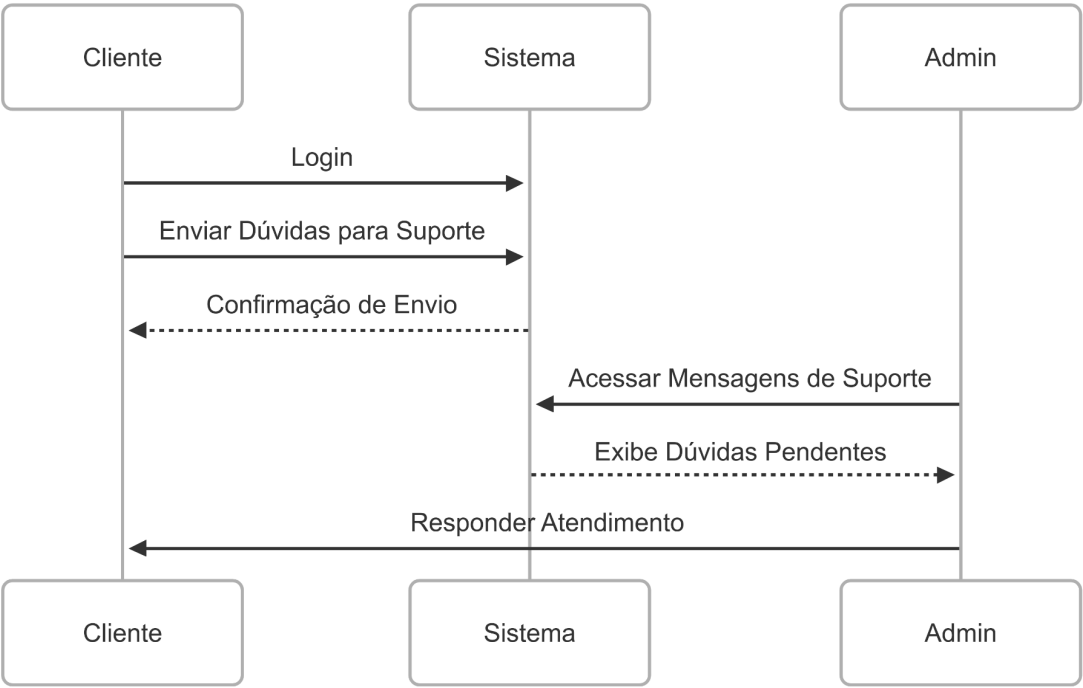 Cliente
Sistema
Admin
Login
Enviar Dúvidas para Suporte
Confirmação de Envio
Acessar Mensagens de Suporte
Exibe Dúvidas Pendentes
Responder Atendimento
Cliente
Sistema
Admin